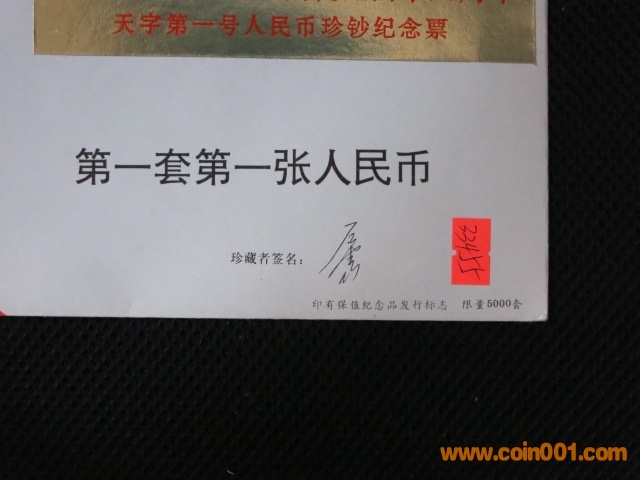 天字第一号人民币珍钞纪念票
第一套第一张人民币
珍藏者签名：
33455
印有保值纪念品发行标志 限量5000套
www.coin001.com